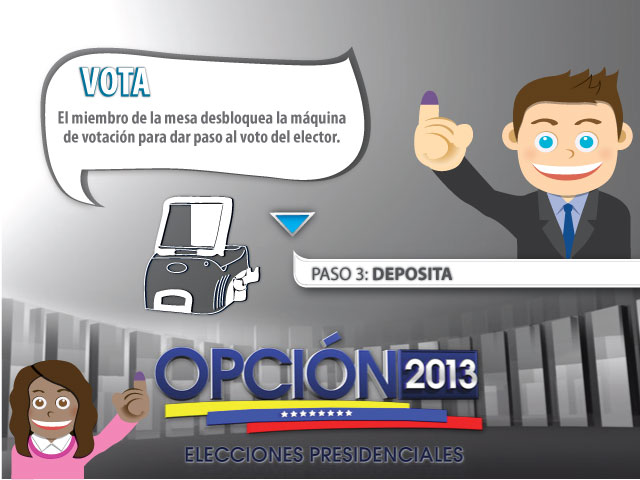 VOTA
El miembro de la mesa desbloquea la máquina
de votación para dar paso al voto del elector.
PASO 3: DEPOSITA
OPCIÓN 2013
ELECCIONES PRESIDENCIALES